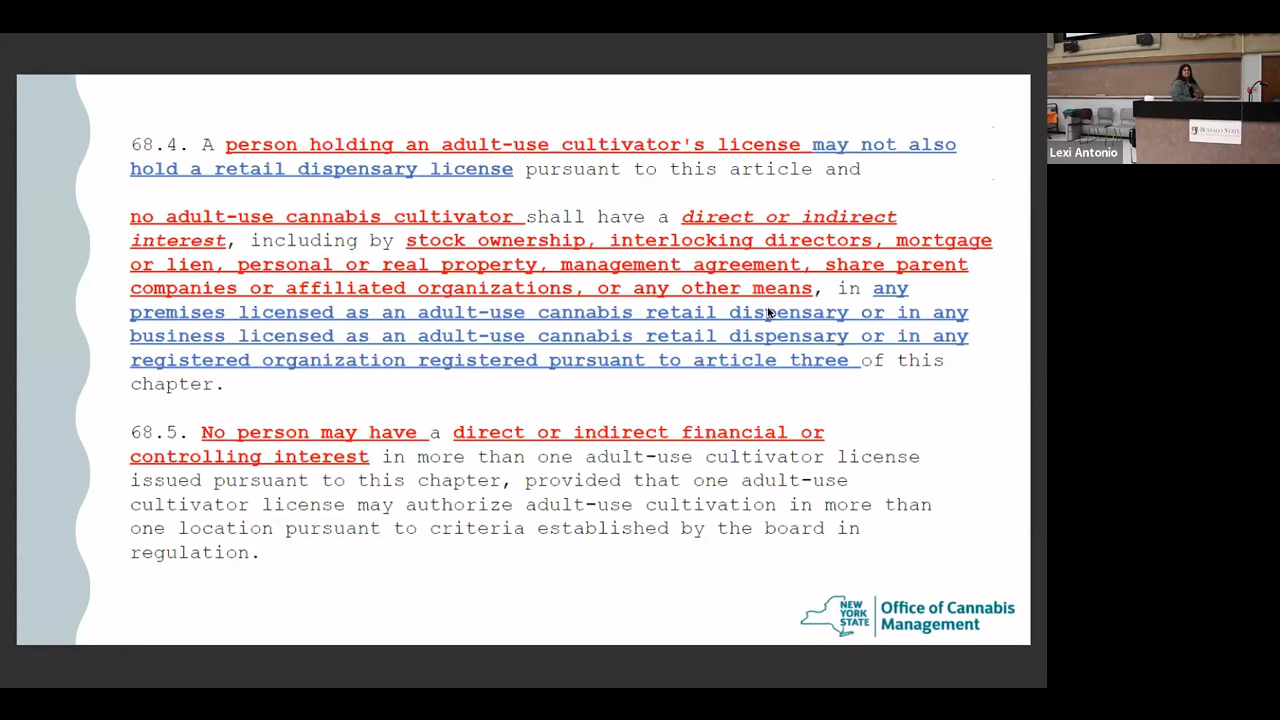 68.4. A person holding an adult-use cultivator's license may not also
hold a retail dispensary license pursuant to this article and
no adult-use cannabis cultivator shall have a direct or indirect
interest, including by stock ownership, interlocking directors, mortgage
or lien, personal or real property, management agreement, share parent
companies or affiliated organizations, or any other means, in any
premises licensed as an adult-use cannabis retail dispensary or in any
business licensed as an adult-use cannabis retail dispensary or in any
registered organization registered pursuant to article three of this
chapter.
68.5. No person may have a direct or indirect financial or
controlling interest in more than one adult-use cultivator license
issued pursuant to this chapter, provided that one adult-use
cultivator license may authorize adult-use cultivation in more than
one location pursuant to criteria established by the board in
regulation.
NEW
YORK
STATE
Office of Cannabis
Management
BUFFALO STATE
Lexi Antonio